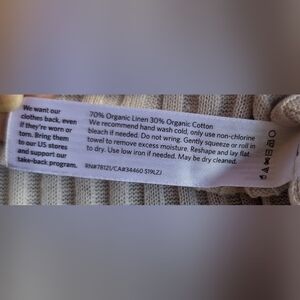 We want our
clothes back, even
if they're worn or
torn. Bring them
to our US stores
and support our
take-back program.
70% Organic Linen 30% Organic Cotton
We recommend hand wash cold, only use non-chlorine
bleach if needed. Do not wring. Gently squeeze or roll in
towel to remove excess moisture. Reshape and lay flat
to dry. Use low iron if needed. May be dry cleaned.
RN#78121/CA#34460 S19LZJ